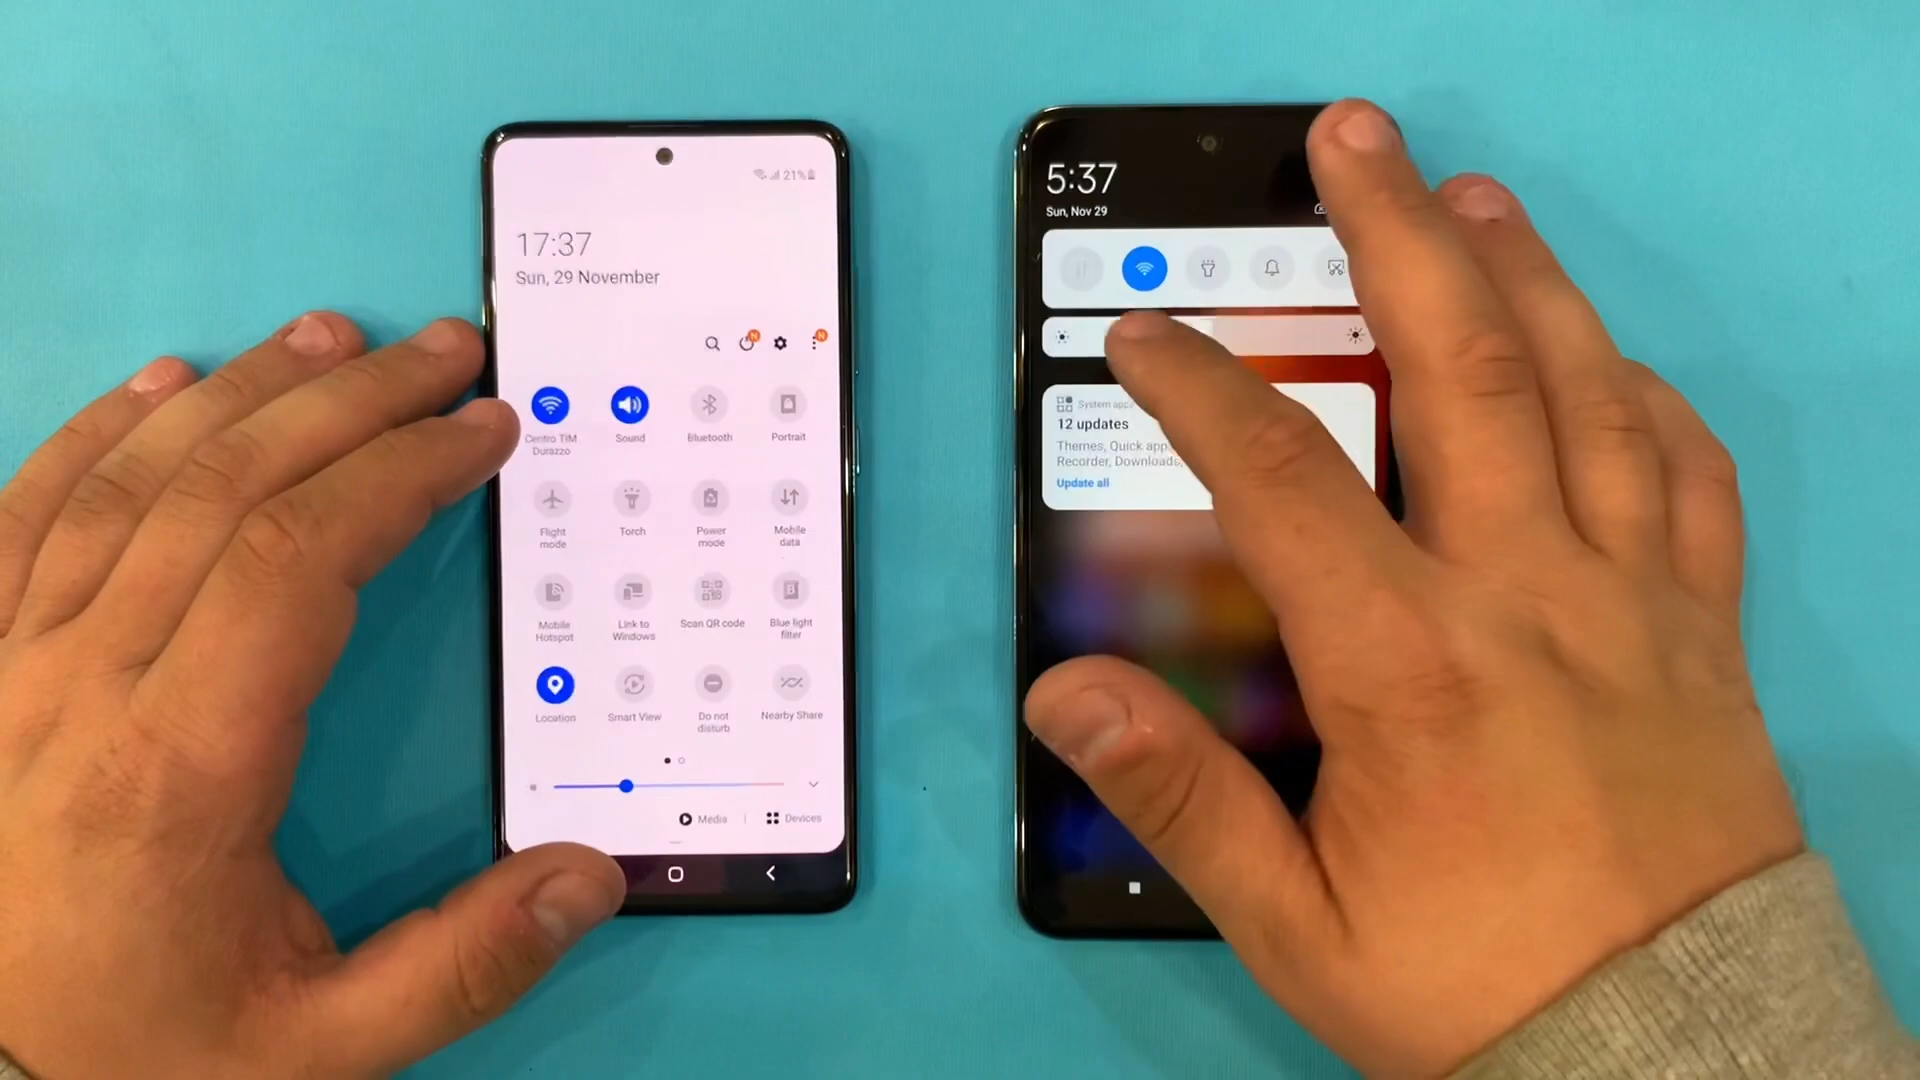 21%
17:37
Sun, 29 November
N
N
Centro TIM
Durazzo
Sound
Bluetooth
Portrait
Flight
mode
Torch
Power
mode
Mobile
data
Mobile
Hotspot
Link to
Windows
Scan QR code
Blue light
filter
Location
Smart View
Do not
disturb
Nearby Share
Media
Devices
5:37
Sun, Nov 29
System apps
12 updates
Themes, Quick app
Recorder, Downloads,
Update all